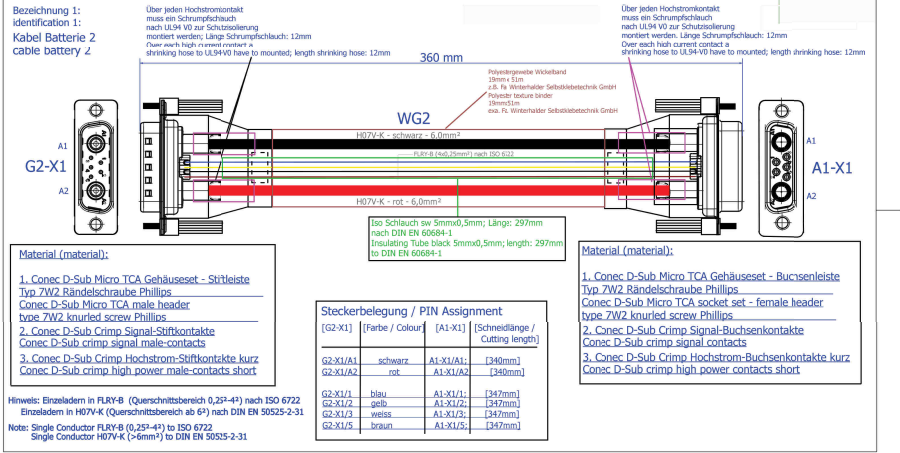 Bezeichnung 1:
identification 1:
Kabel Batterie 2
cable battery 2
Über jeden Hochstromkontakt
muss ein Schrumpfschlauch
nach UL94 V0 zur Schutzisolierung
montiert werden; Länge Schrumpfschlauch: 12mm
Over each high current contact a
shrinking hose to UL94-V0 have to mounted; length shrinking hose: 12mm
Über jeden Hochstromkontakt
muss ein Schrumpfschlauch
nach UL94 V0 zur Schutzisolierung
montiert werden. Länge Schrumpfschlauch: 12mm
Over each high current contact a
shrinking hose to UL94-V0 have to mounted; length shrinking hose: 12mm
360 mm
Polyestergewebe Wickelband
19mm x 51m
z.B. Fa Winterhalder Selbstklebetechnik GmbH
Polyester texture binder
19mm51m
exa. Fc Winterhalder Selbstklebetechnik GmbH
WG2
H07V-K - schwarz - 6,0mm²
FLRY-B (4x0,25mm²) nach ISO 6722
H07V-K - rot - 6,0mm²
A1
G2-X1
A2
A1
A1-X1
A2
Iso Schlauch sw 5mmx0,5mm; Länge: 297mm
nach DIN EN 60684-1
Insulating Tube black 5mmx0,5mm; length: 297mm
to DIN EN 60684-1
Material (material):
1. Conec D-Sub Micro TCA Gehäuseset - Stiftleiste
Typ 7W2 Rändelschraube Phillips
Conec D-Sub Micro TCA male header
type 7W2 knurled screw Phillips
2. Conec D-Sub Crimp Signal-Stiftkontakte
Conec D-Sub crimp signal male-contacts
3. Conec D-Sub Crimp Hochstrom-Stiftkontakte kurz
Conec D-Sub crimp high power male-contacts short
Hinweis: Einzeladern in FLRY-B (Querschnittsbereich 0,25²-4²) nach ISO 6722
Einzeladern in H07V-K (Querschnittsbereich ab 6²) nach DIN EN 50525-2-31
Note: Single Conductor FLRY-B (0,25²-4²) to ISO 6722
Single Conductor H07V-K (>6mm²) to DIN EN 50525-2-31
Steckerbelegung / PIN Assignment
[G2-X1] [Farbe / Colour] [A1-X1] [Schneidlänge /
Cutting length]
G2-X1/A1 schwarz A1-X1/A1; [340mm]
G2-X1/A2 rot A1-X1/A2 [340mm]
G2-X1/1 blau A1-X1/1; [347mm]
G2-X1/2 gelb A1-X1/2; [347mm]
G2-X1/3 weiss A1-X1/3; [347mm]
G2-X1/5 braun A1-X1/5; [347mm]
Material (material):
1. Conec D-Sub Micro TCA Gehäuseset - Buchsenleiste
Typ 7W2 Rändelschraube Phillips
Conec D-Sub Micro TCA socket set - female header
type 7W2 knurled screw Phillips
2. Conec D-Sub Crimp Signal-Buchsenkontakte
Conec D-Sub crimp signal contacts
3. Conec D-Sub Crimp Hochstrom-Buchsenkontakte kurz
Conec D-Sub crimp high power contacts short